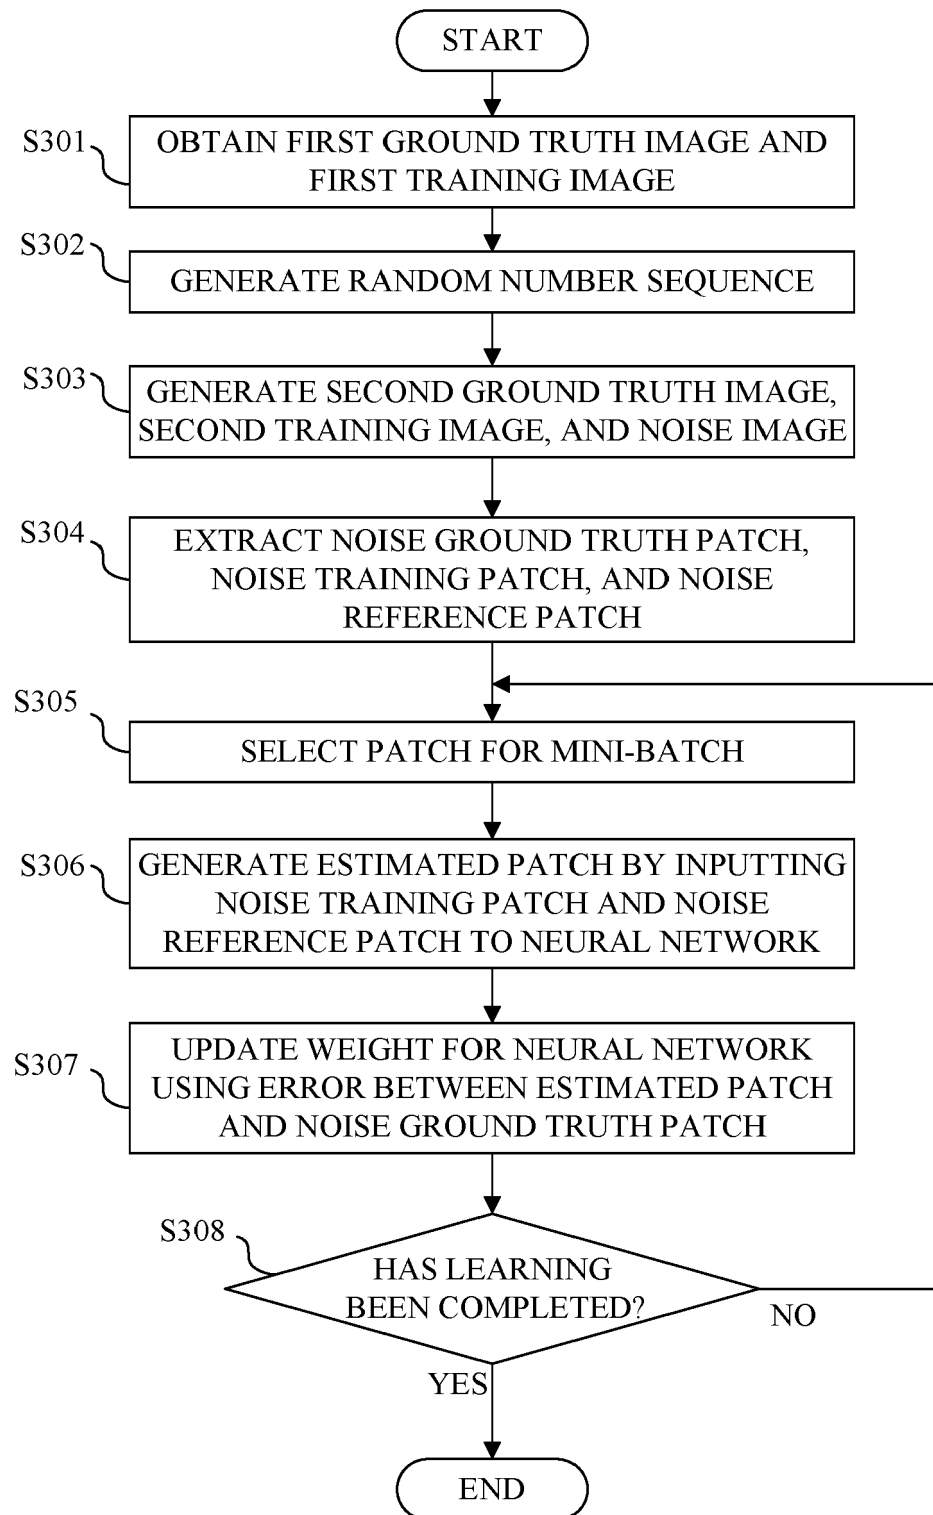 START
S301
OBTAIN FIRST GROUND TRUTH IMAGE AND
FIRST TRAINING IMAGE
S302
GENERATE RANDOM NUMBER SEQUENCE
S303
GENERATE SECOND GROUND TRUTH IMAGE,
SECOND TRAINING IMAGE, AND NOISE IMAGE
S304
EXTRACT NOISE GROUND TRUTH PATCH,
NOISE TRAINING PATCH, AND NOISE
REFERENCE PATCH
S305
SELECT PATCH FOR MINI-BATCH
S306
GENERATE ESTIMATED PATCH BY INPUTTING
NOISE TRAINING PATCH AND NOISE
REFERENCE PATCH TO NEURAL NETWORK
S307
UPDATE WEIGHT FOR NEURAL NETWORK
USING ERROR BETWEEN ESTIMATED PATCH
AND NOISE GROUND TRUTH PATCH
S308
HAS LEARNING
BEEN COMPLETED?
NO
YES
END